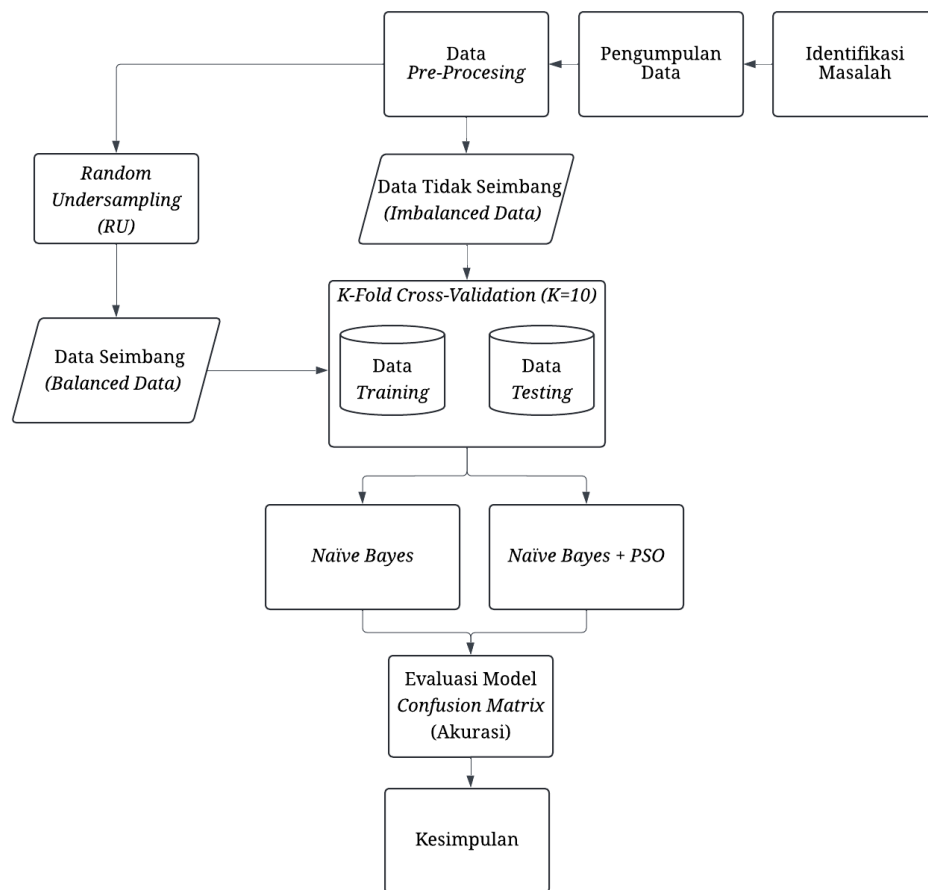 Identifikasi
Masalah
Pengumpulan
Data
Data
Pre-Procesing
Random
Undersampling
(RU)
Data Tidak Seimbang
(Imbalanced Data)
Data Seimbang
(Balanced Data)
K-Fold Cross-Validation (K=10)
Data
Training
Data
Testing
Naïve Bayes
Naïve Bayes + PSO
Evaluasi Model
Confusion Matrix
(Akurasi)
Kesimpulan